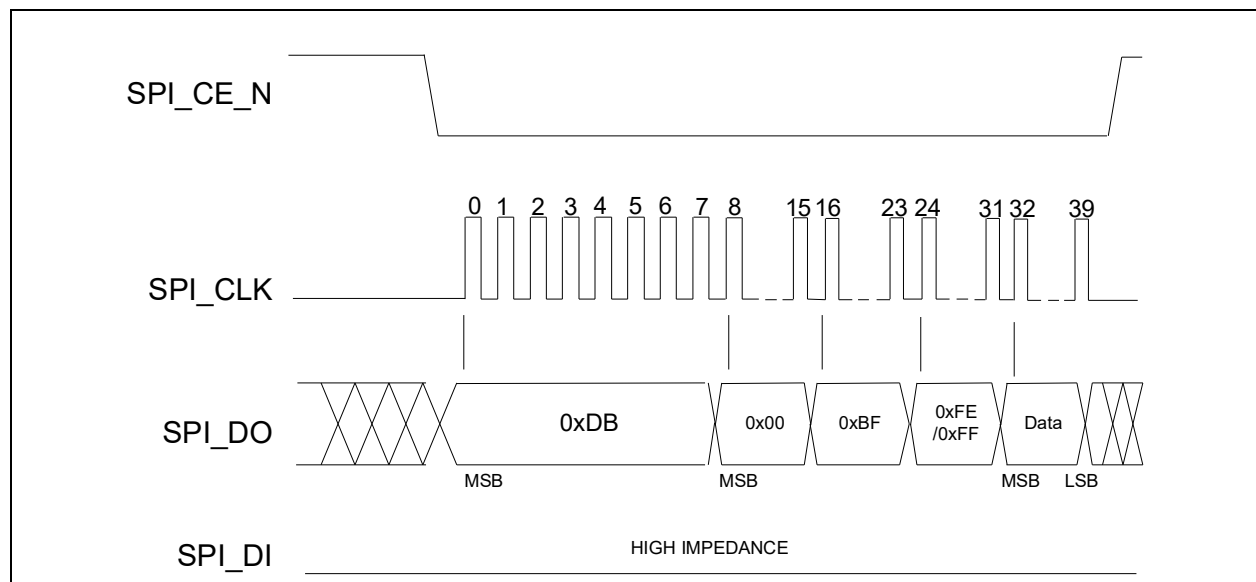 SPI_CE_N
0 1 2 3 4 5 6 7 8 15 16 23 24 31 32 39
SPI_CLK
SPI_DO
0xDB
0x00
0xBF
0xFE
/0xFF
Data
MSB MSB MSB LSB
SPI_DI
HIGH IMPEDANCE